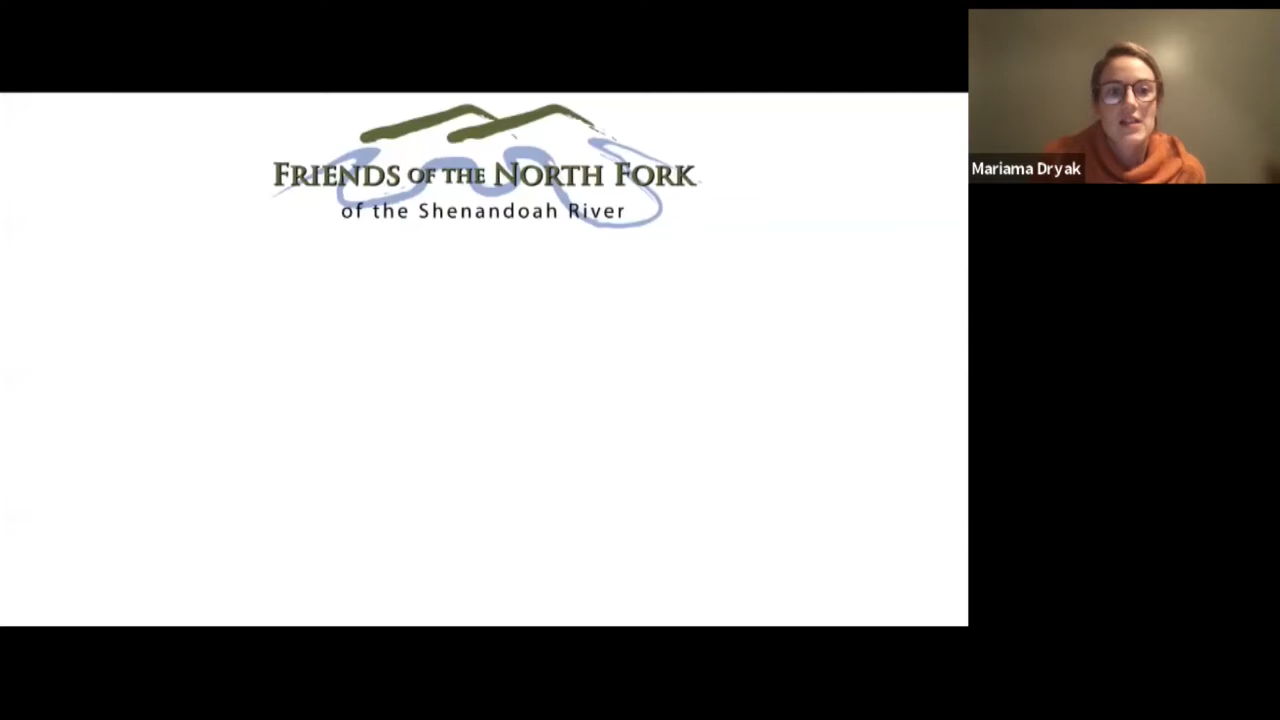 FRIENDS OF THE NORTH FORK
of the Shenandoah River
Mariama Dryak